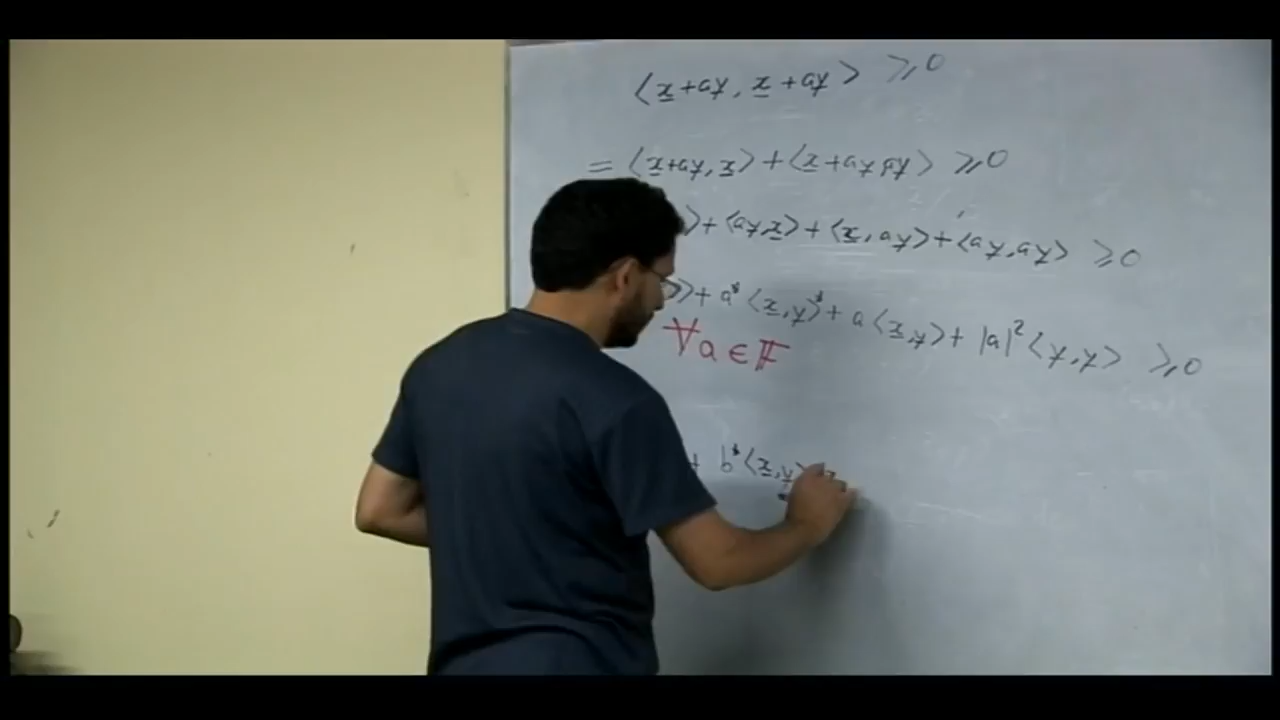 ⟨x+ay, x+ay⟩ ≥0
= ⟨x+ay, x⟩ + ⟨x+ay, ay⟩ ≥0
⟩+⟨ay,x⟩+⟨x, ay⟩+⟨ay,ay⟩ ≥0
⟩+ a*⟨x,y⟩*+ a⟨x,y⟩+ |a|²⟨y,y⟩ ≥0
∀a∈𝔽
+ b*⟨x,y⟩